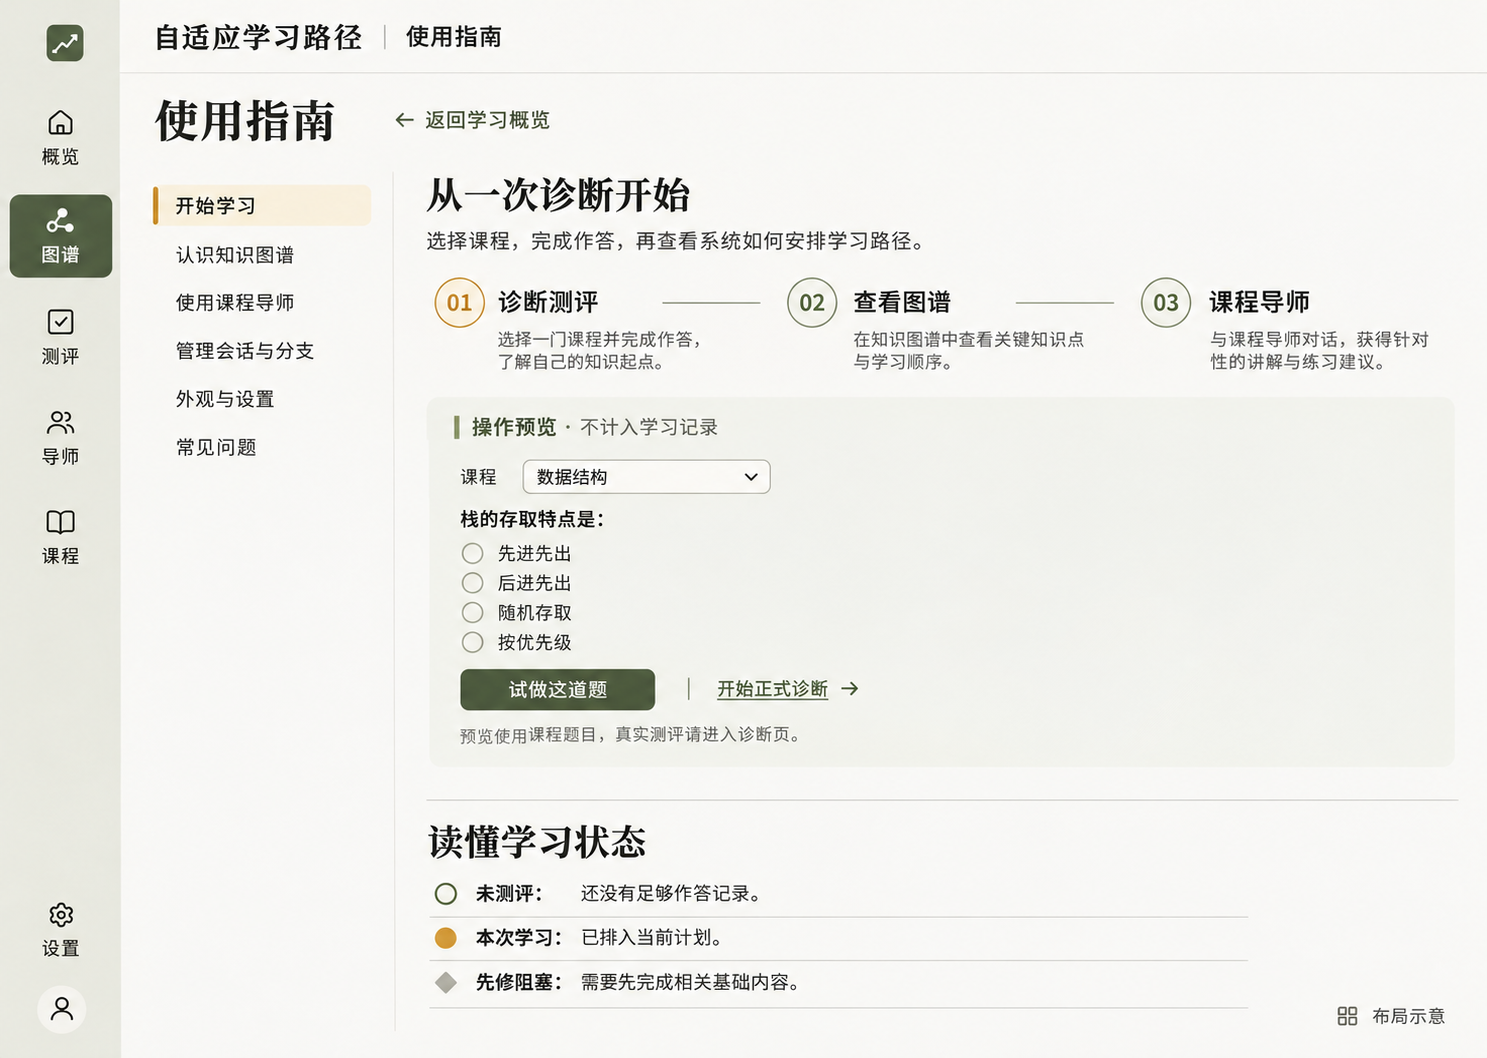 自适应学习路径 | 使用指南
概览
图谱
测评
导师
课程
设置
使用指南
← 返回学习概览
开始学习
认识知识图谱
使用课程导师
管理会话与分支
外观与设置
常见问题
从一次诊断开始
选择课程，完成作答，再查看系统如何安排学习路径。
01 诊断测评
选择一门课程并完成作答，
了解自己的知识起点。
02 查看图谱
在知识图谱中查看关键知识点
与学习顺序。
03 课程导师
与课程导师对话，获得针对
性的讲解与练习建议。
操作预览 · 不计入学习记录
课程 数据结构
栈的存取特点是：
先进先出
后进先出
随机存取
按优先级
试做这道题 | 开始正式诊断 →
预览使用课程题目，真实测评请进入诊断页。
读懂学习状态
未测评： 还没有足够作答记录。
本次学习： 已排入当前计划。
先修阻塞： 需要先完成相关基础内容。
布局示意